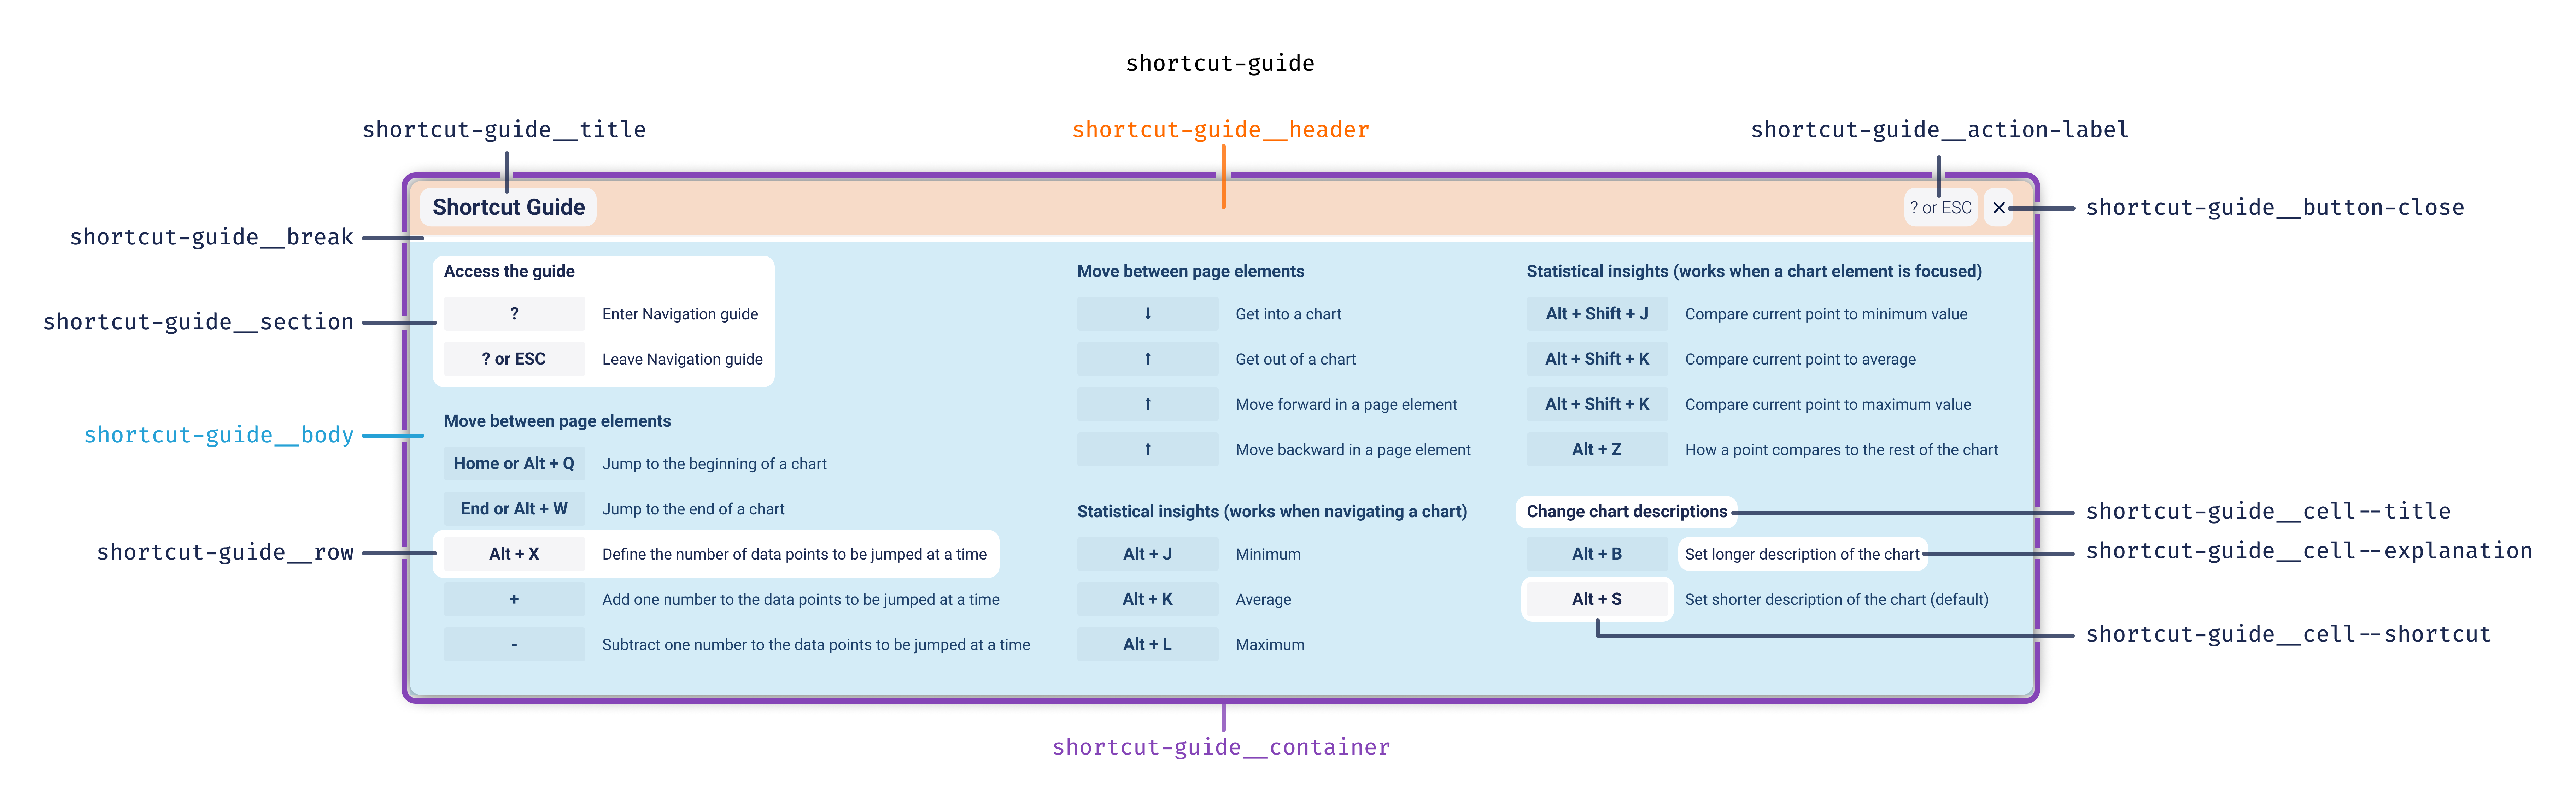 shortcut-guide
shortcut-guide__title
shortcut-guide__header
shortcut-guide__action-label
Shortcut Guide
? or ESC
×
shortcut-guide__button-close
shortcut-guide__break
shortcut-guide__section
shortcut-guide__body
shortcut-guide__row
Access the guide
? Enter Navigation guide
? or ESC Leave Navigation guide
Move between page elements
Home or Alt + Q Jump to the beginning of a chart
End or Alt + W Jump to the end of a chart
Alt + X Define the number of data points to be jumped at a time
+ Add one number to the data points to be jumped at a time
- Subtract one number to the data points to be jumped at a time
Move between page elements
↓ Get into a chart
↑ Get out of a chart
↑ Move forward in a page element
↑ Move backward in a page element
Statistical insights (works when navigating a chart)
Alt + J Minimum
Alt + K Average
Alt + L Maximum
Statistical insights (works when a chart element is focused)
Alt + Shift + J Compare current point to minimum value
Alt + Shift + K Compare current point to average
Alt + Shift + K Compare current point to maximum value
Alt + Z How a point compares to the rest of the chart
Change chart descriptions
Alt + B Set longer description of the chart
Alt + S Set shorter description of the chart (default)
shortcut-guide__cell--title
shortcut-guide__cell--explanation
shortcut-guide__cell--shortcut
shortcut-guide__container